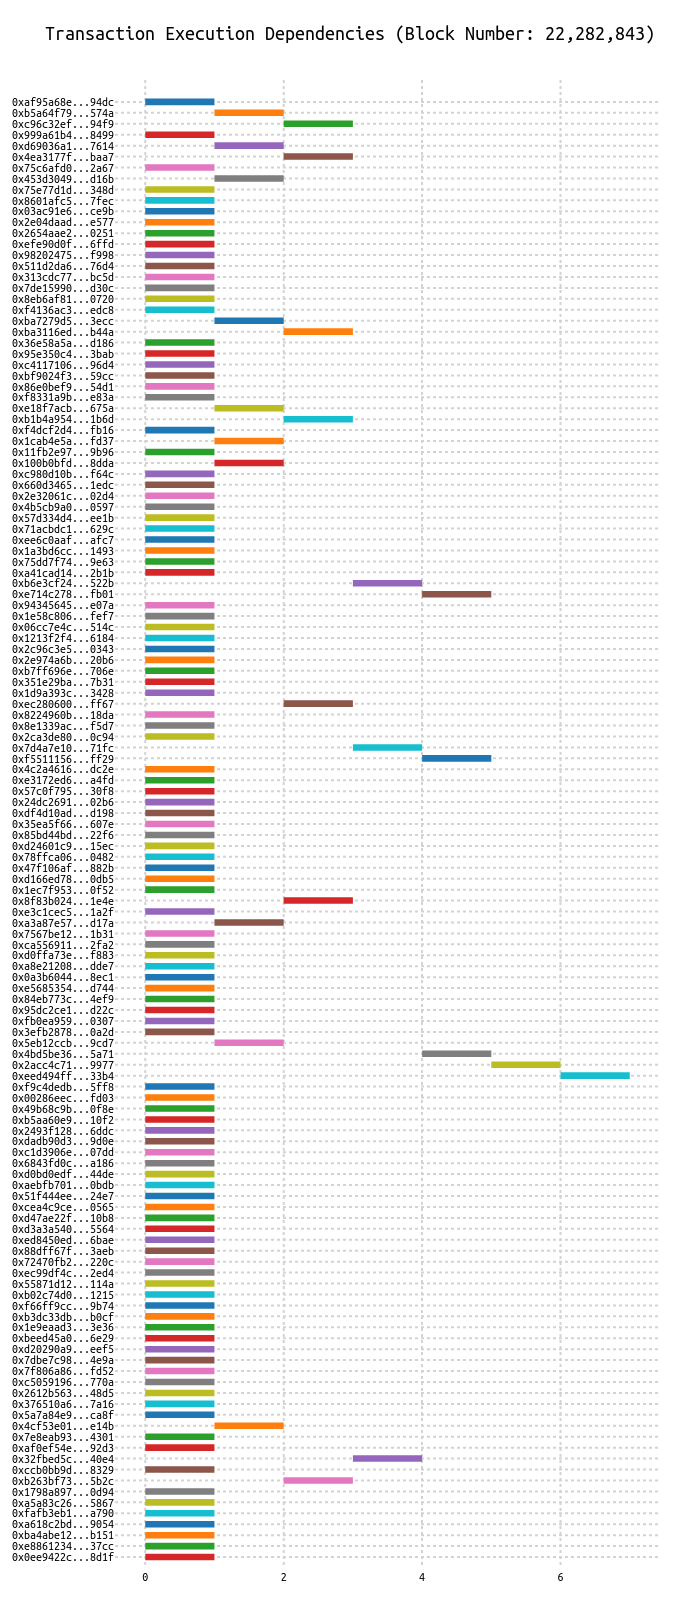 Transaction Execution Dependencies (Block Number: 22,282,843)
0xaf95a68e...94dc
0xb5a64f79...574a
0xc96c32ef...94f9
0x999a61b4...8499
0xd69036a1...7614
0x4ea3177f...baa7
0x75c6afd0...2a67
0x453d3049...d16b
0x75e77d1d...348d
0x8601afc5...7fec
0x03ac91e6...ce9b
0x2e04daad...e577
0x2654aae2...0251
0xefe90d0f...6ffd
0x98202475...f998
0x511d2da6...76d4
0x313cdc77...bc5d
0x7de15990...d30c
0x8eb6af81...0720
0xf4136ac3...edc8
0xba7279d5...3ecc
0xba3116ed...b44a
0x36e58a5a...d186
0x95e350c4...3bab
0xc4117106...96d4
0xbf9024f3...59cc
0x86e0bef9...54d1
0xf8331a9b...e83a
0xe18f7acb...675a
0xb1b4a954...1b6d
0xf4dcf2d4...fb16
0x1cab4e5a...fd37
0x11fb2e97...9b96
0x100b0bfd...8dda
0xc980d10b...f64c
0x660d3465...1edc
0x2e32061c...02d4
0x4b5cb9a0...0597
0x57d334d4...ee1b
0x71acbdc1...629c
0xee6c0aaf...afc7
0x1a3bd6cc...1493
0x75dd7f74...9e63
0xa41cad14...2b1b
0xb6e3cf24...522b
0xe714c278...fb01
0x94345645...e07a
0x1e58c806...fef7
0x06cc7e4c...514c
0x1213f2f4...6184
0x2c96c3e5...0343
0x2e974a6b...20b6
0xb7ff696e...706e
0x351e29ba...7b31
0x1d9a393c...3428
0xec280600...ff67
0x8224960b...18da
0x8e1339ac...f5d7
0x2ca3de80...0c94
0x7d4a7e10...71fc
0xf5511156...ff29
0x4c2a4616...dc2e
0xe3172ed6...a4fd
0x57c0f795...30f8
0x24dc2691...02b6
0xdf4d10ad...d198
0x35ea5f66...607e
0x85bd44bd...22f6
0xd24601c9...15ec
0x78ffca06...0482
0x47f106af...882b
0xd166ed78...0db5
0x1ec7f953...0f52
0x8f83b024...1e4e
0xe3c1cec5...1a2f
0xa3a87e57...d17a
0x7567be12...1b31
0xca556911...2fa2
0xd0ffa73e...f883
0xa8e21208...dde7
0x0a3b6044...8ec1
0xe5685354...d744
0x84eb773c...4ef9
0x95dc2ce1...d22c
0xfb0ea959...0307
0x3efb2878...0a2d
0x5eb12ccb...9cd7
0x4bd5be36...5a71
0x2acc4c71...9977
0xeed494ff...33b4
0xf9c4dedb...5ff8
0x00286eec...fd03
0x49b68c9b...0f8e
0xb5aa60e9...10f2
0x2493f128...6ddc
0xdadb90d3...9d0e
0xc1d3906e...07dd
0x6843fd0c...a186
0xd0bd0edf...44de
0xaebfb701...0bdb
0x51f444ee...24e7
0xcea4c9ce...0565
0xd47ae22f...10b8
0xd3a3a540...5564
0xed8450ed...6bae
0x88dff67f...3aeb
0x72470fb2...220c
0xec99df4c...2ed4
0x55871d12...114a
0xb02c74d0...1215
0xf66ff9cc...9b74
0xb3dc33db...b0cf
0x1e9eaad3...3e36
0xbeed45a0...6e29
0xd20290a9...eef5
0x7dbe7c98...4e9a
0x7f806a86...fd52
0xc5059196...770a
0x2612b563...48d5
0x376510a6...7a16
0x5a7a84e9...ca8f
0x4cf53e01...e14b
0x7e8eab93...4301
0xaf0ef54e...92d3
0x32fbed5c...40e4
0xccb0bb9d...8329
0xb263bf73...5b2c
0x1798a897...0d94
0xa5a83c26...5867
0xfafb3eb1...a790
0xa618c2bd...9054
0xba4abe12...b151
0xe8861234...37cc
0x0ee9422c...8d1f
0 2 4 6